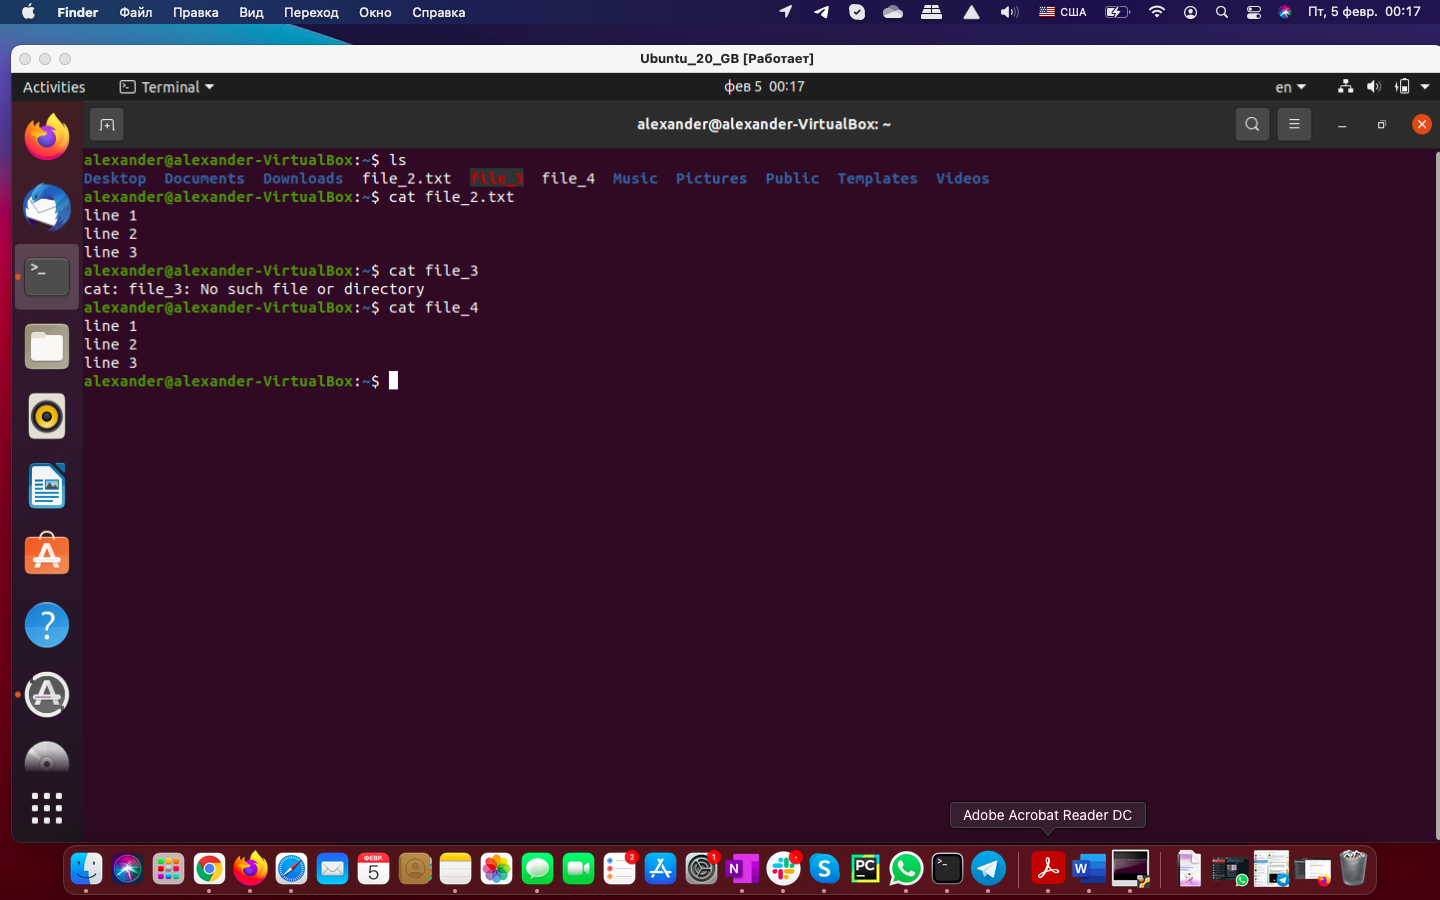 Finder Файл Правка Вид Переход Окно Справка США Пт, 5 февр. 00:17
Ubuntu_20_GB [Работает]
Activities Terminal фев 5 00:17 en
alexander@alexander-VirtualBox: ~
alexander@alexander-VirtualBox:~$ ls
Desktop Documents Downloads file_2.txt file_3 file_4 Music Pictures Public Templates Videos
alexander@alexander-VirtualBox:~$ cat file_2.txt
line 1
line 2
line 3
alexander@alexander-VirtualBox:~$ cat file_3
cat: file_3: No such file or directory
alexander@alexander-VirtualBox:~$ cat file_4
line 1
line 2
line 3
alexander@alexander-VirtualBox:~$
Adobe Acrobat Reader DC
ФЕВР.
5
2
1
N
S
PC
W